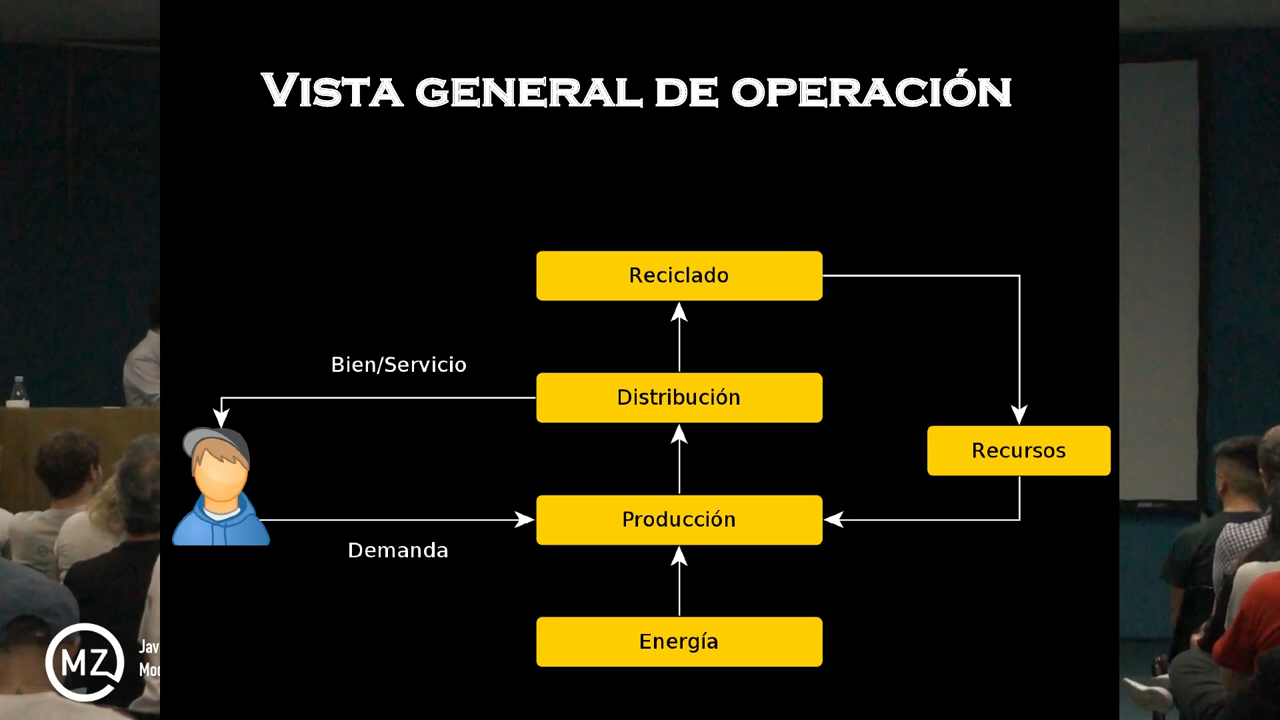 Vista general de operación
Reciclado
Bien/Servicio
Distribución
Recursos
Producción
Demanda
Energía
MZ